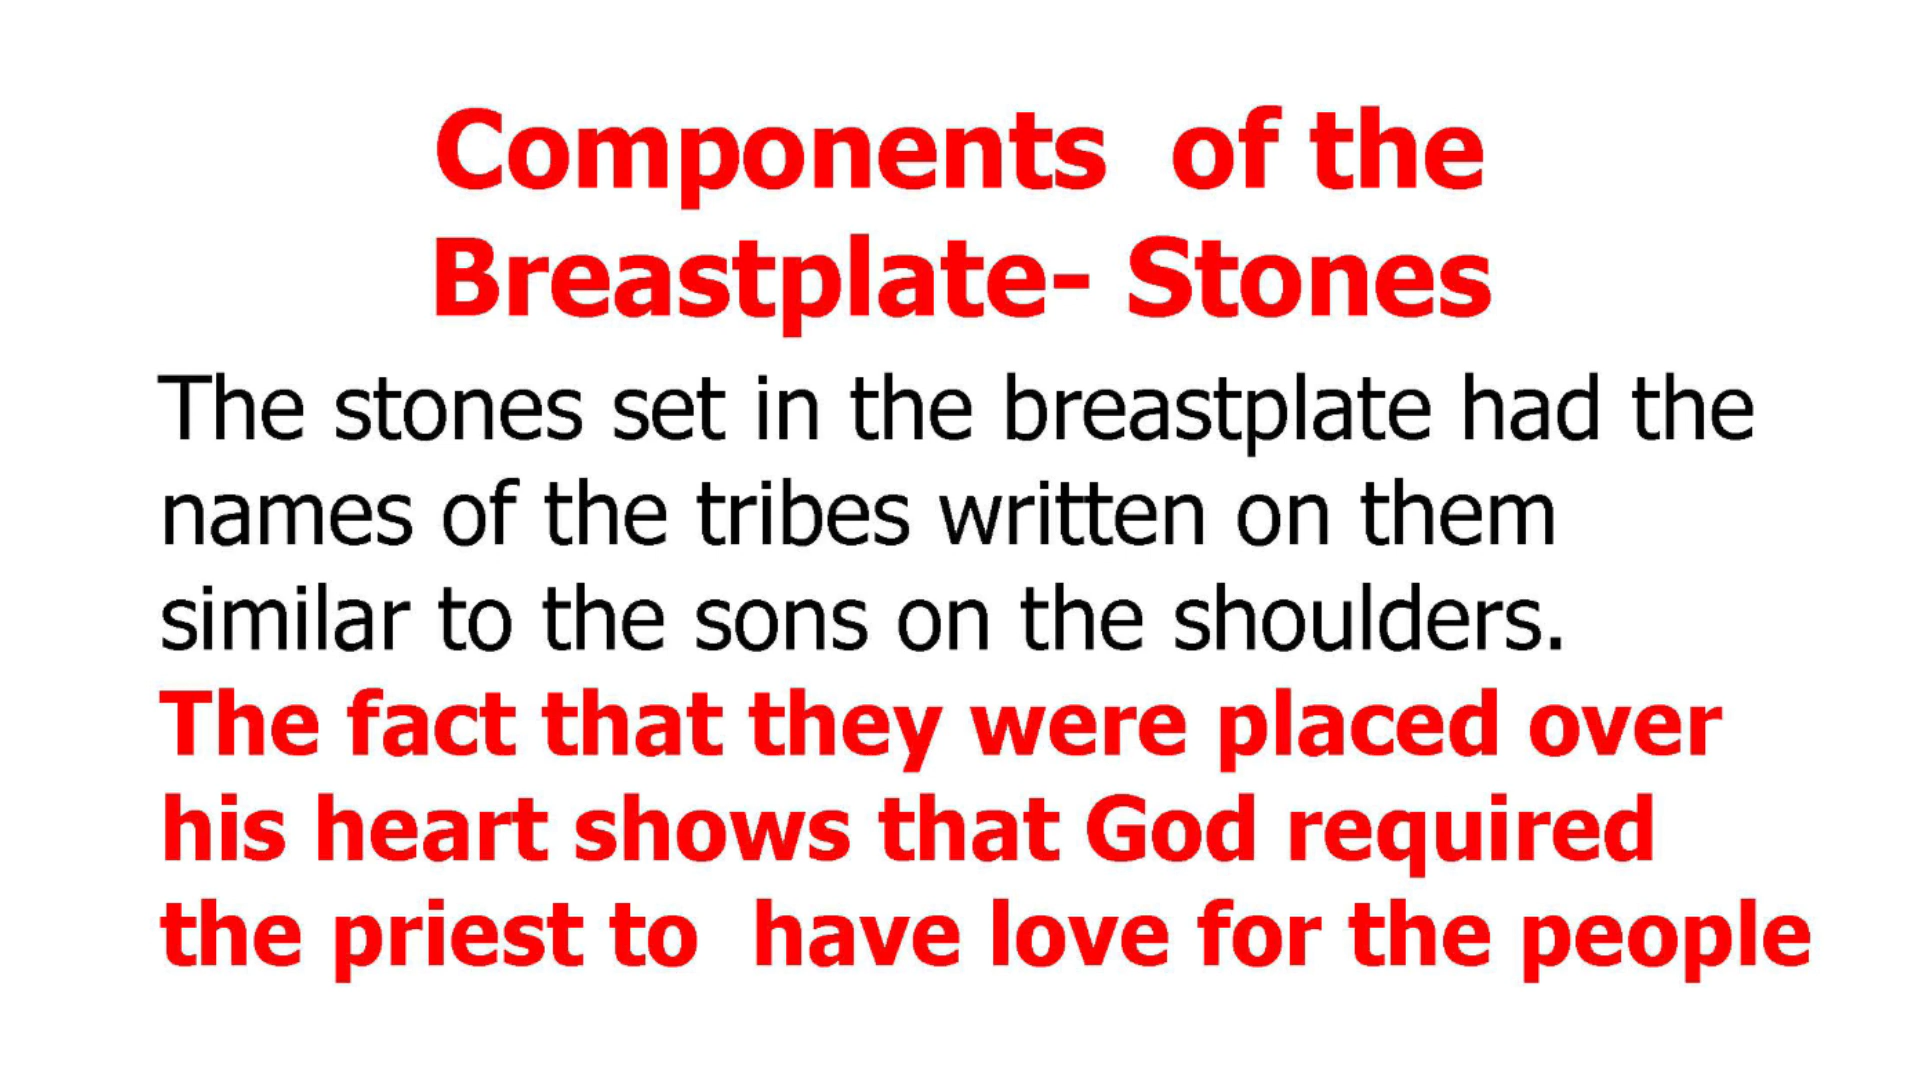 Components  of the
Breastplate- Stones
The stones set in the breastplate had the
names of the tribes written on them
similar to the sons on the shoulders.
The fact that they were placed over
his heart shows that God required
the priest to  have love for the people